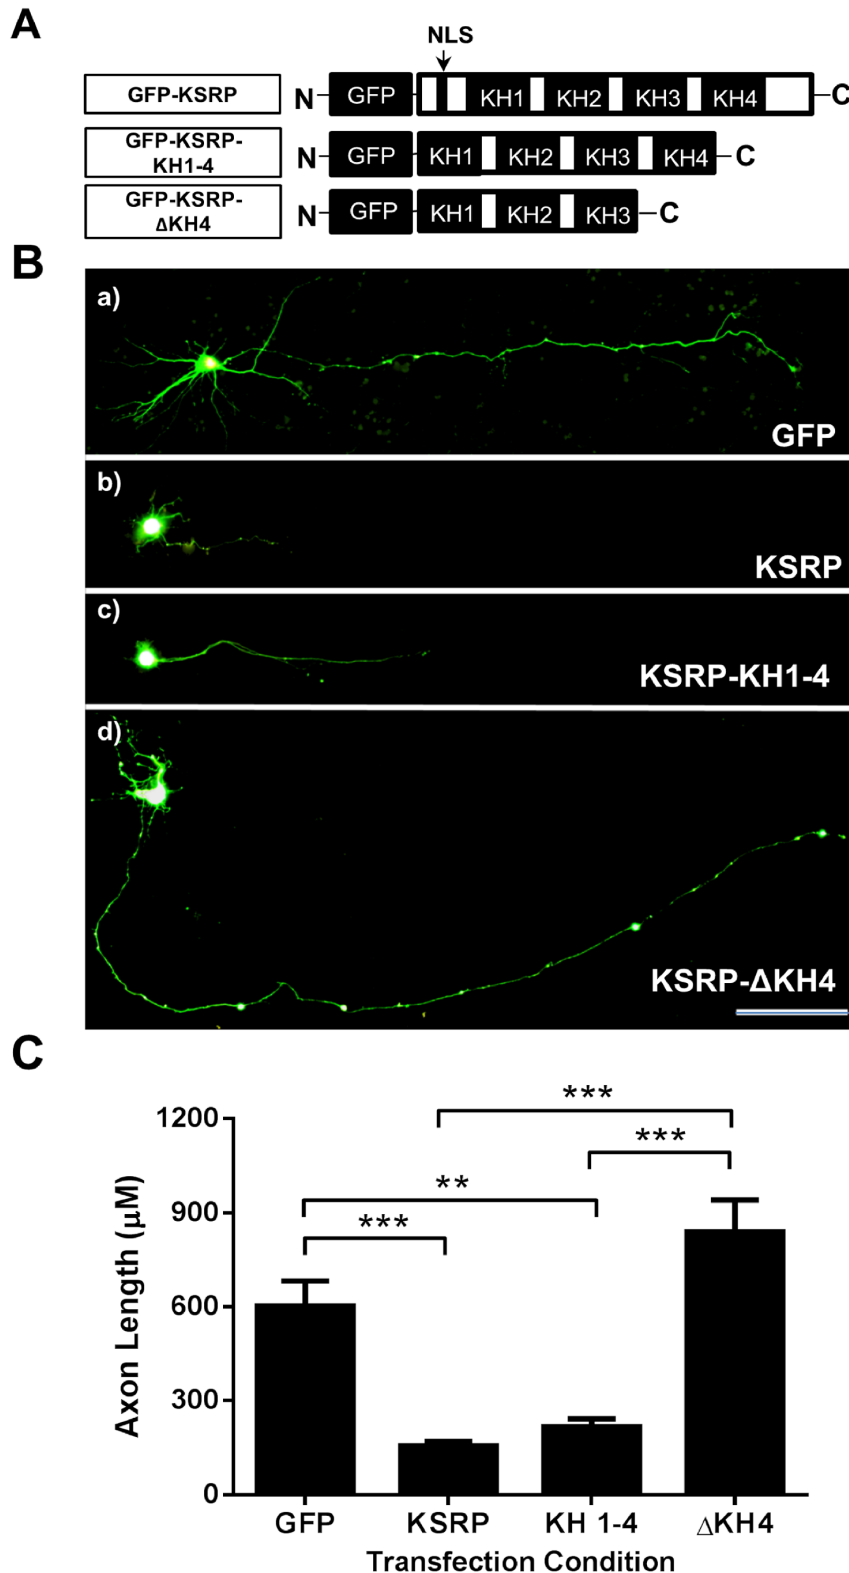 A
NLS
GFP-KSRP
N GFP KH1 KH2 KH3 KH4 C
GFP-KSRP-
KH1-4
N GFP KH1 KH2 KH3 KH4 C
GFP-KSRP-
ΔKH4
N GFP KH1 KH2 KH3 C
B
a)
GFP
b)
KSRP
c)
KSRP-KH1-4
d)
KSRP-ΔKH4
C
Axon Length (µM)
1200
900
600
300
0
***
***
**
***
GFP KSRP KH 1-4 ΔKH4
Transfection Condition